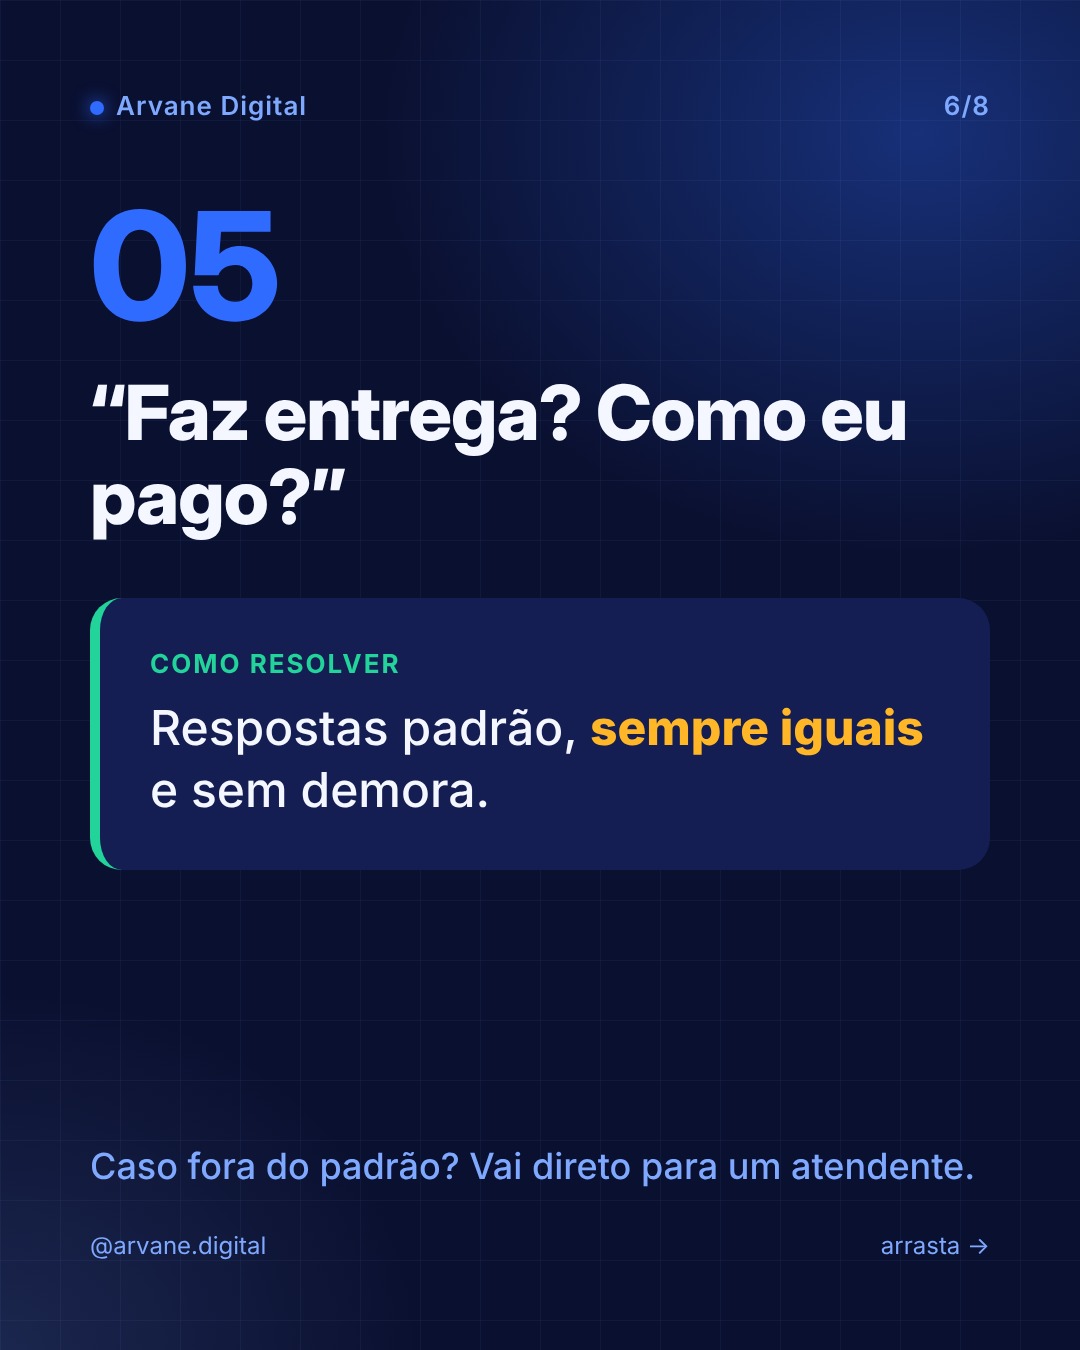 Arvane Digital
6/8
05
“Faz entrega? Como eu
pago?”
COMO RESOLVER
Respostas padrão, sempre iguais
e sem demora.
Caso fora do padrão? Vai direto para um atendente.
@arvane.digital
arrasta →